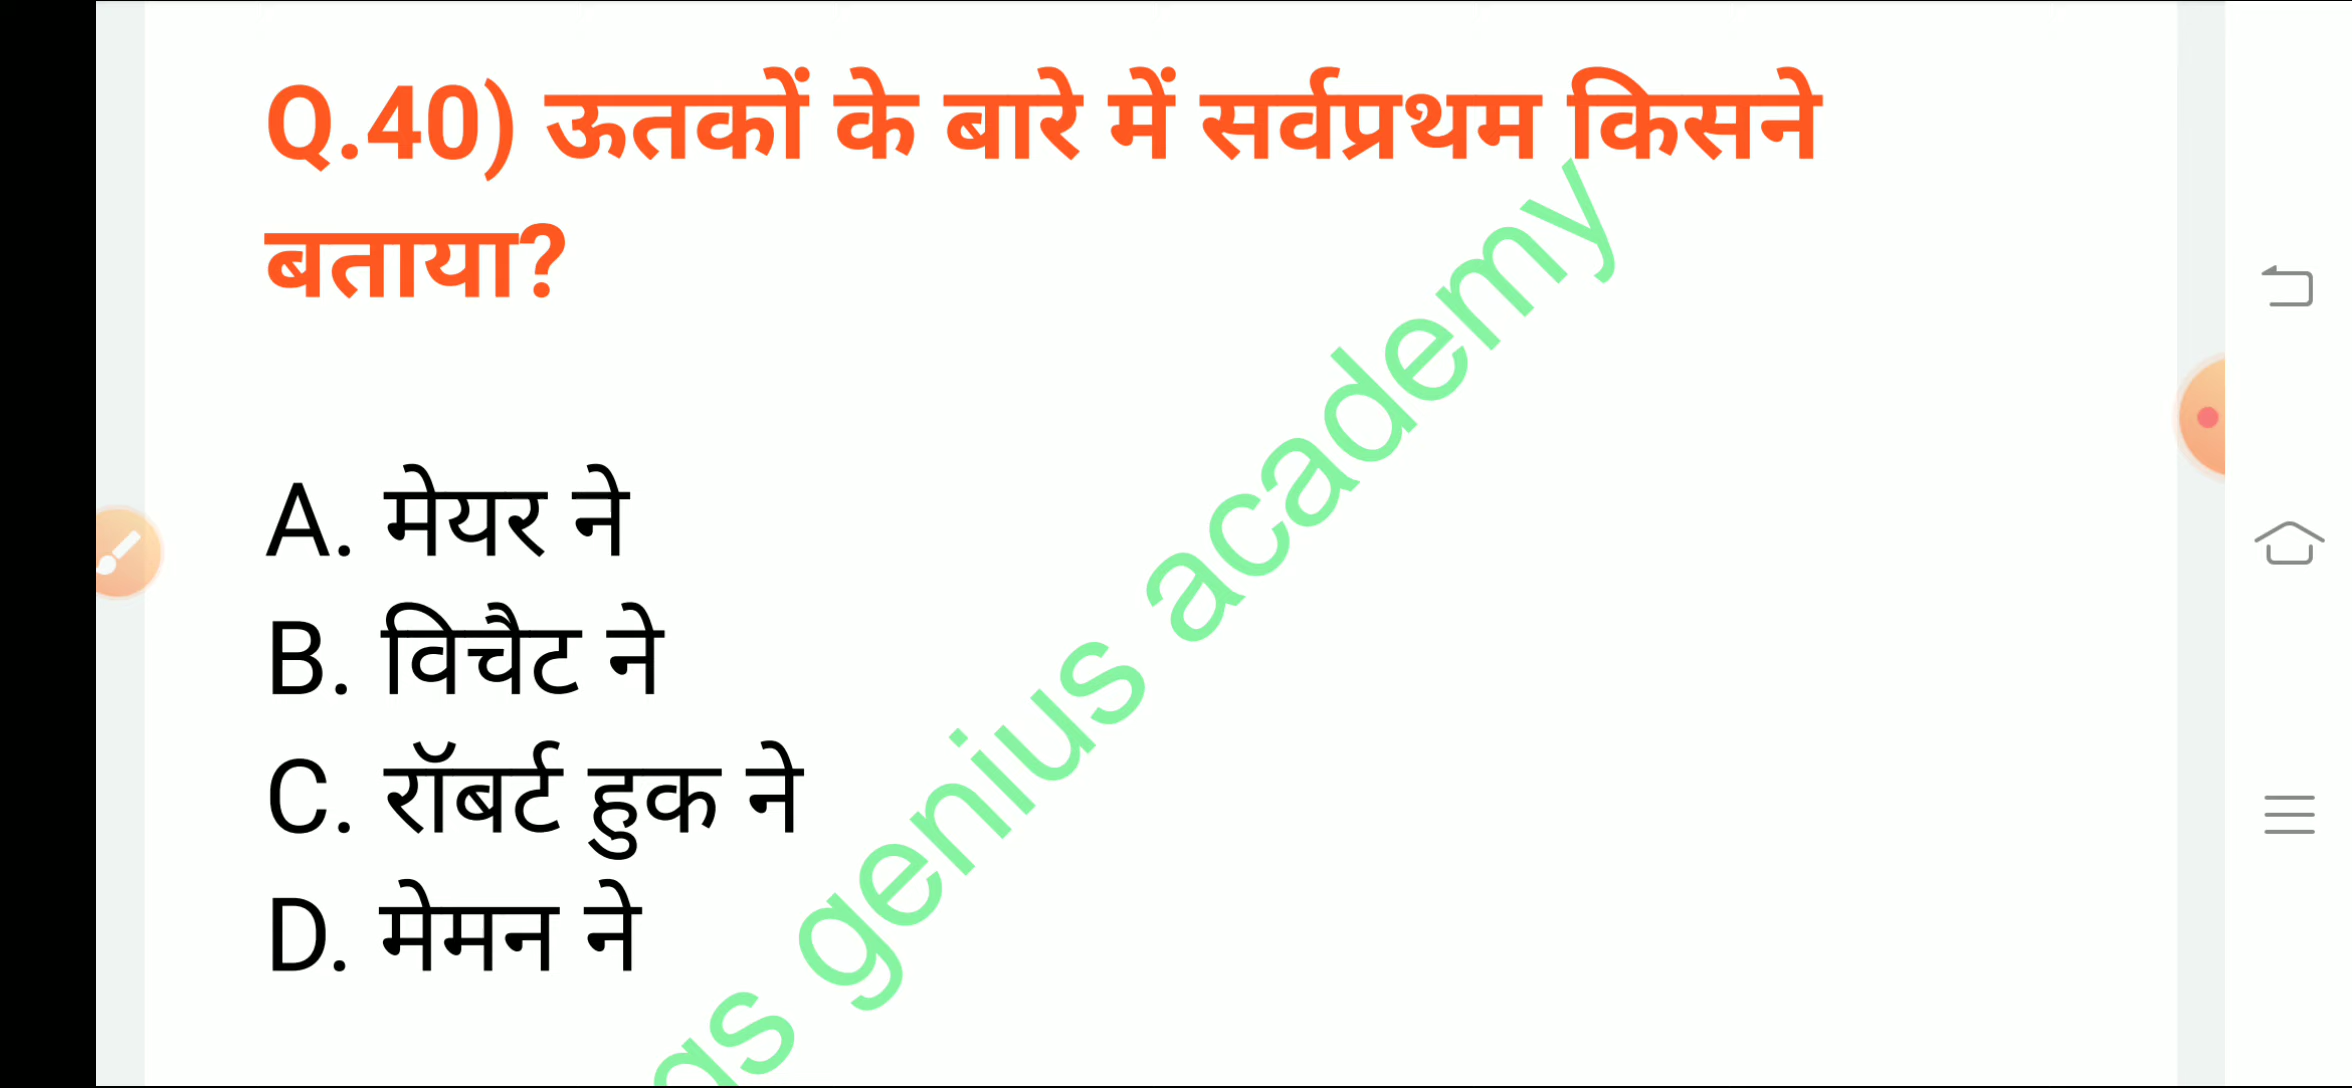 Q.40) ऊतकों के बारे में सर्वप्रथम किसने
बताया?
A. मेयर ने
B. विचैट ने
C. रॉबर्ट हुक ने
D. मेमन ने
genius academy